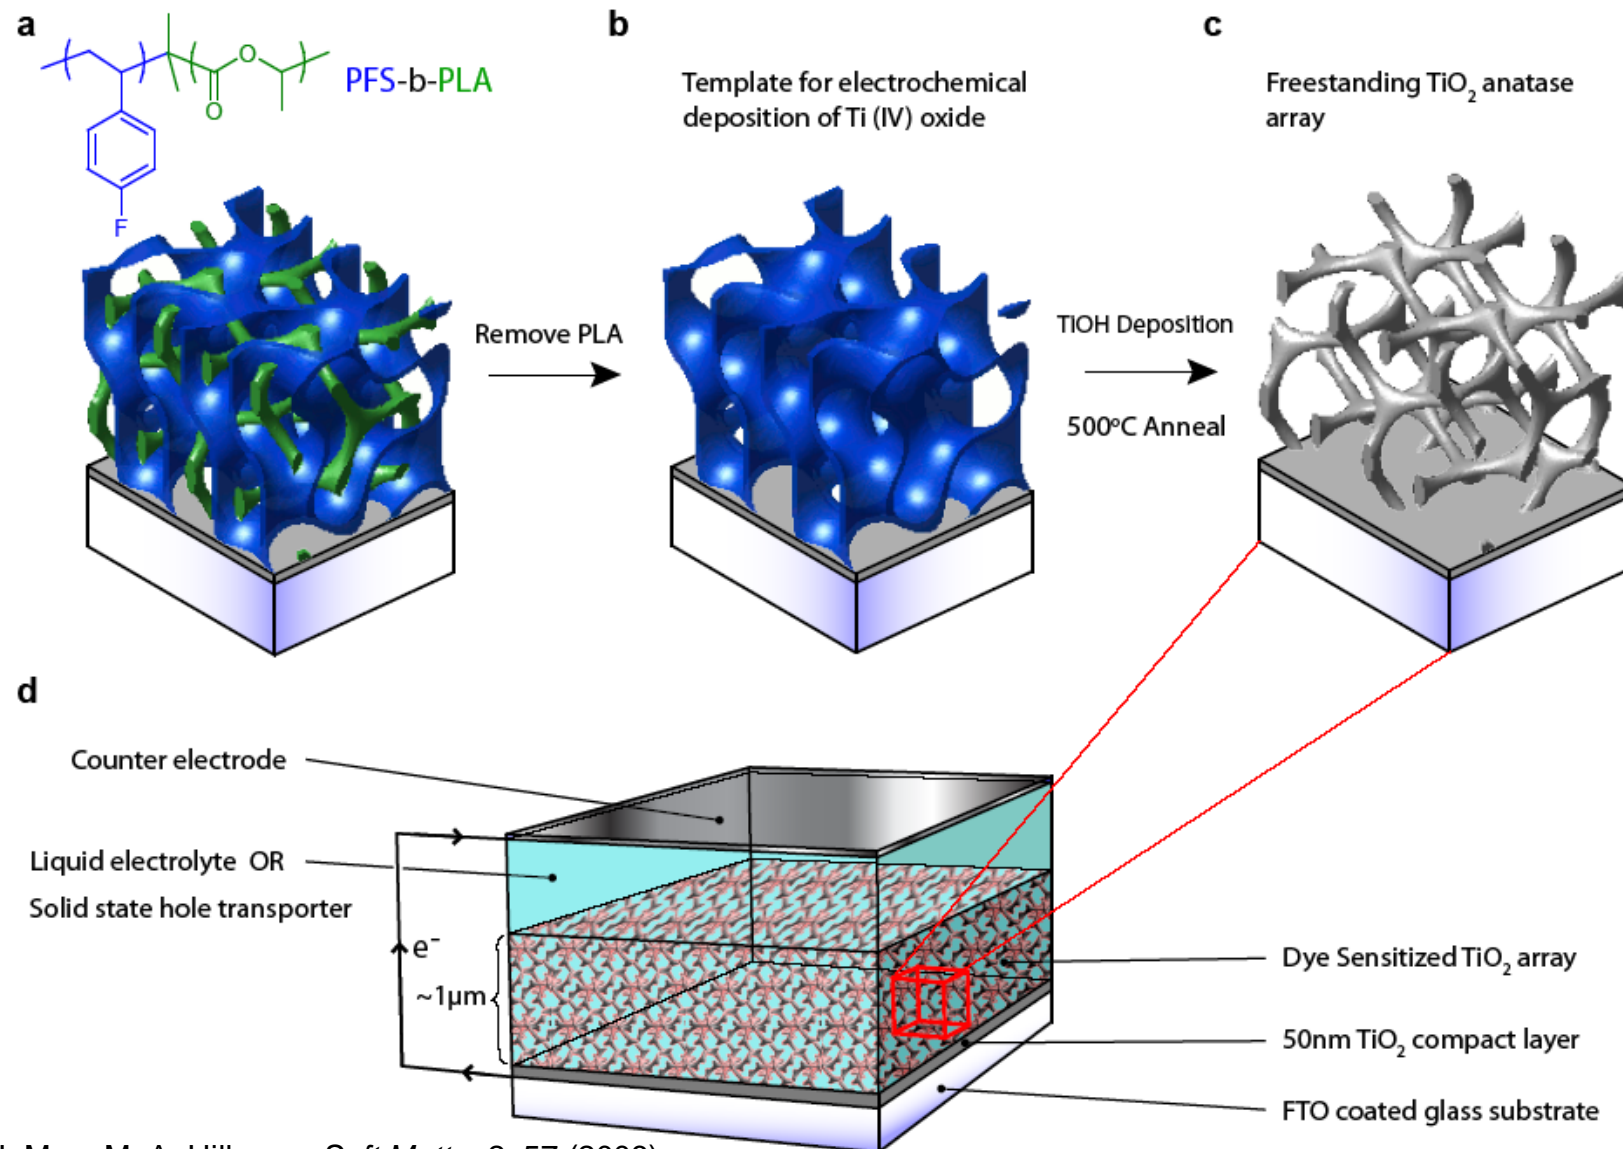 a
b
c
PFS-b-PLA
O
O
F
Template for electrochemical
deposition of Ti (IV) oxide
Freestanding TiO2 anatase
array
Remove PLA
TiOH Deposition
500ºC Anneal
d
Counter electrode
Liquid electrolyte OR
Solid state hole transporter
e⁻
~1µm
Dye Sensitized TiO2 array
50nm TiO2 compact layer
FTO coated glass substrate